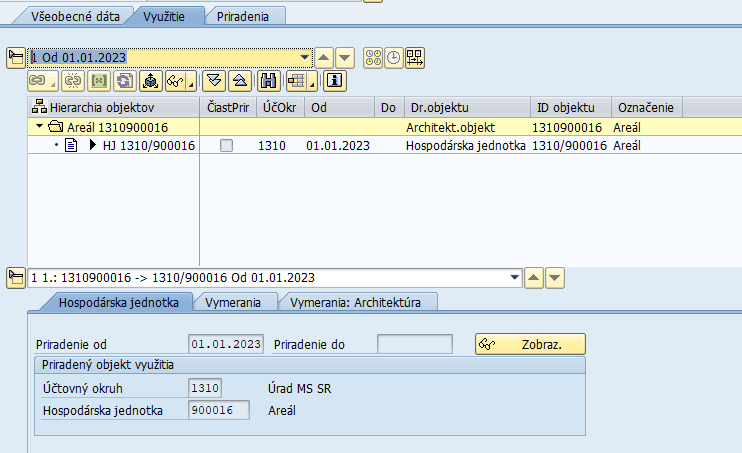 Všeobecné dáta Využitie Priradenia
1 Od 01.01.2023
Hierarchia objektov ČastPrir ÚčOkr Od Do Dr.objektu ID objektu Označenie
Areál 1310900016 Architekt.objekt 1310900016 Areál
HJ 1310/900016 1310 01.01.2023 Hospodárska jednotka 1310/900016 Areál
1 1.: 1310900016 -> 1310/900016 Od 01.01.2023
Hospodárska jednotka Vymerania Vymerania: Architektúra
Priradenie od 01.01.2023 Priradenie do Zobraz.
Priradený objekt využitia
Účtovný okruh 1310 Úrad MS SR
Hospodárska jednotka 900016 Areál